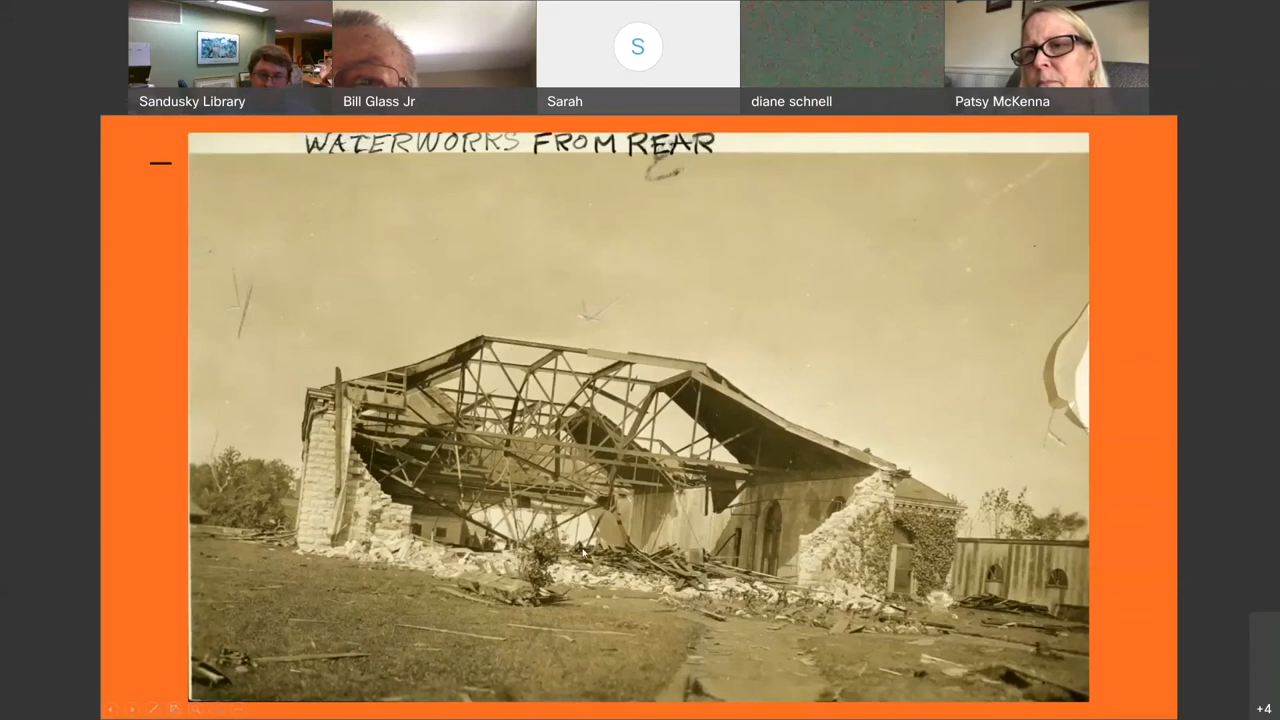 S
Sandusky Library
Bill Glass Jr
Sarah
diane schnell
Patsy McKenna
WATERWORKS FROM REAR
+4